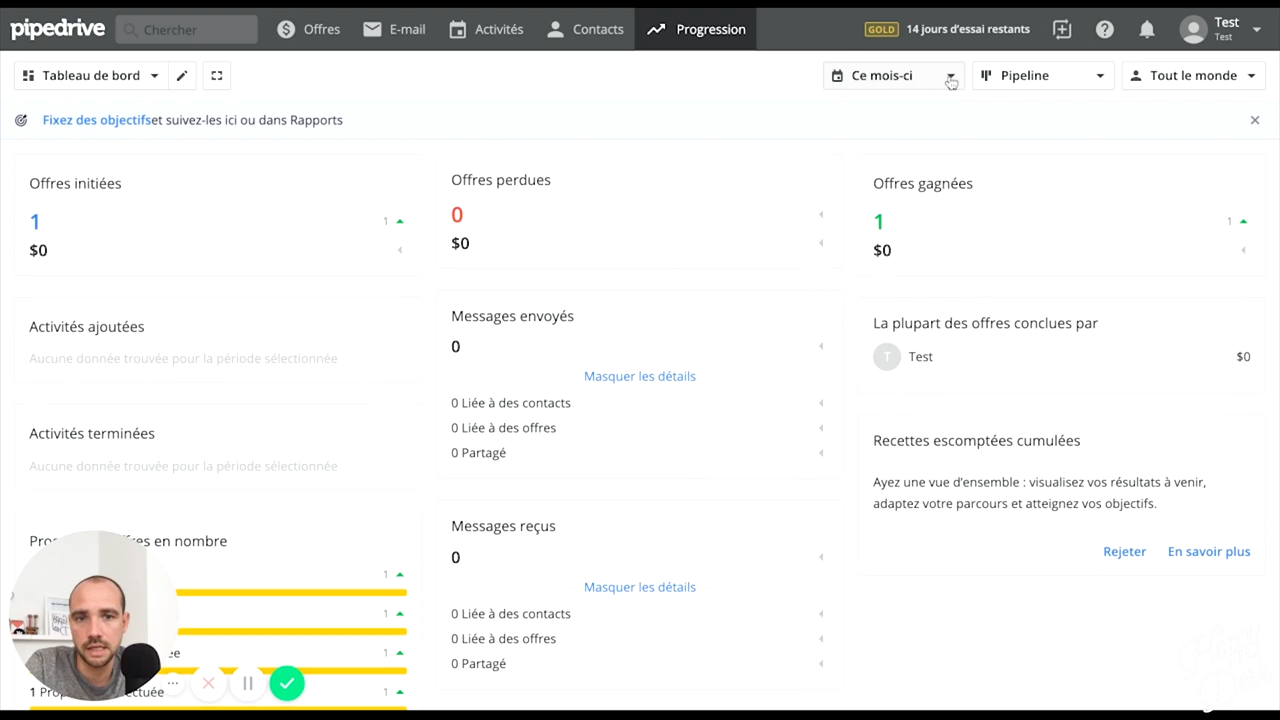 pipedrive
Chercher
Offres
E-mail
Activités
Contacts
Progression
GOLD
14 jours d'essai restants
Test
Test
Tableau de bord
Ce mois-ci
Pipeline
Tout le monde
Fixez des objectifset suivez-les ici ou dans Rapports
Offres initiées
1
1
$0
Activités ajoutées
Aucune donnée trouvée pour la période sélectionnée
Activités terminées
Aucune donnée trouvée pour la période sélectionnée
fres en nombre
1
1
ée
1
1 Prop
ectuée
1
Offres perdues
0
$0
Messages envoyés
0
Masquer les détails
0 Liée à des contacts
0 Liée à des offres
0 Partagé
Messages reçus
0
Masquer les détails
0 Liée à des contacts
0 Liée à des offres
0 Partagé
Offres gagnées
1
1
$0
La plupart des offres conclues par
T
Test
$0
Recettes escomptées cumulées
Ayez une vue d'ensemble : visualisez vos résultats à venir,
adaptez votre parcours et atteignez vos objectifs.
Rejeter
En savoir plus